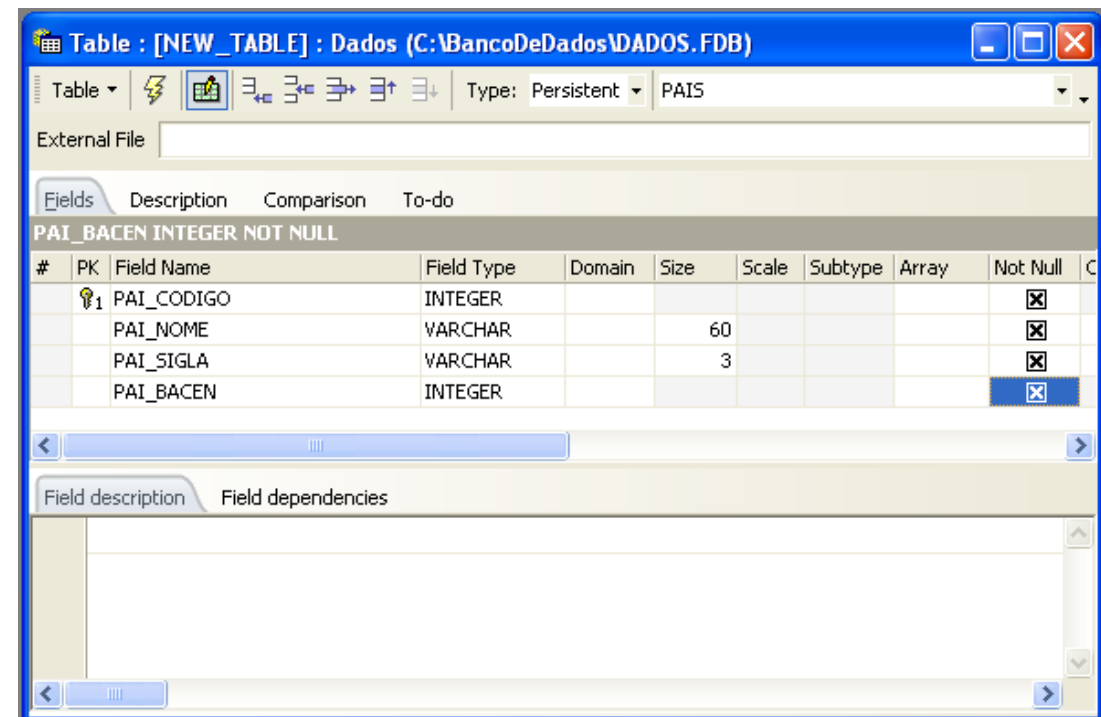 Table : [NEW_TABLE] : Dados (C:\BancoDeDados\DADOS.FDB)
Table Type: Persistent PAIS
External File
Fields Description Comparison To-do
PAI_BACEN INTEGER NOT NULL
# PK Field Name Field Type Domain Size Scale Subtype Array Not Null C
1 PAI_CODIGO INTEGER
PAI_NOME VARCHAR 60
PAI_SIGLA VARCHAR 3
PAI_BACEN INTEGER
Field description Field dependencies